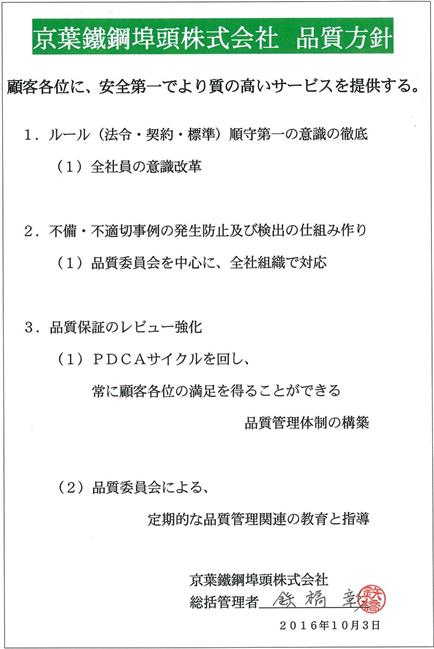 京葉鐵鋼埠頭株式会社 品質方針
顧客各位に、安全第一でより質の高いサービスを提供する。
1．ルール（法令・契約・標準）順守第一の意識の徹底
（1）全社員の意識改革
2．不備・不適切事例の発生防止及び検出の仕組み作り
（1）品質委員会を中心に、全社組織で対応
3．品質保証のレビュー強化
（1）PDCAサイクルを回し、
常に顧客各位の満足を得ることができる
品質管理体制の構築
（2）品質委員会による、
定期的な品質管理関連の教育と指導
京葉鐵鋼埠頭株式会社
総括管理者 鉄橋 彰
2016年10月3日